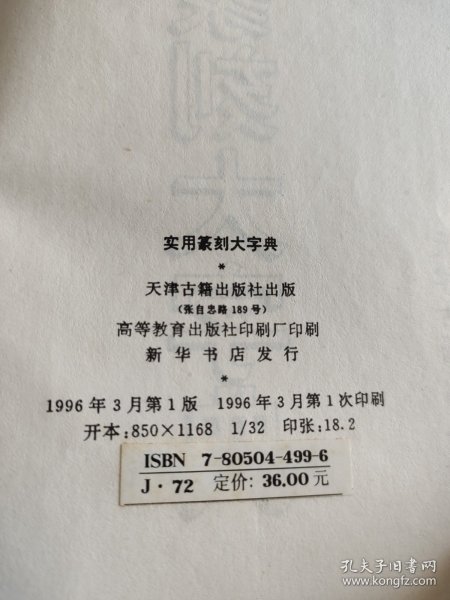 实用篆刻大字典
*
天津古籍出版社出版
(张自忠路189号)
高等教育出版社印刷厂印刷
新华书店发行
*
1996年3月第1版 1996年3月第1次印刷
开本:850×1168 1/32 印张:18.2
ISBN 7-80504-499-6
J·72 定价: 36.00元
孔夫子旧书网
www.kongfz.com